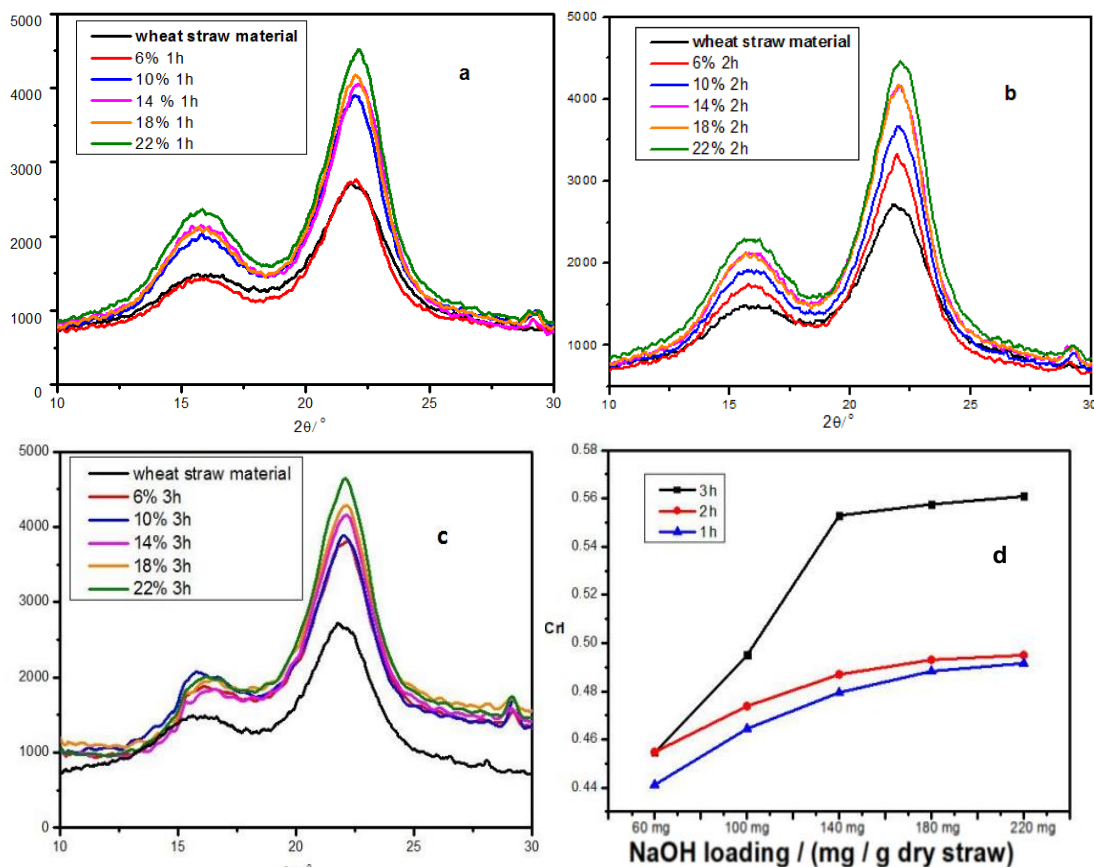 5000
4000
3000
2000
1000
0
wheat straw material
6% 1h
10% 1h
14 % 1h
18% 1h
22% 1h
a
10
15
20
25
30
2θ/°
5000
4000
3000
2000
1000
wheat straw material
6% 2h
10% 2h
14% 2h
18% 2h
22% 2h
b
10
15
20
25
30
2θ/°
5000
4000
3000
2000
1000
0
wheat straw material
6% 3h
10% 3h
14% 3h
18% 3h
22% 3h
c
10
15
20
25
30
0.58
0.56
0.54
0.52
0.50
0.48
0.46
0.44
CrI
3h
2h
1h
d
60 mg
100 mg
140 mg
180 mg
220 mg
NaOH loading / (mg / g dry straw)